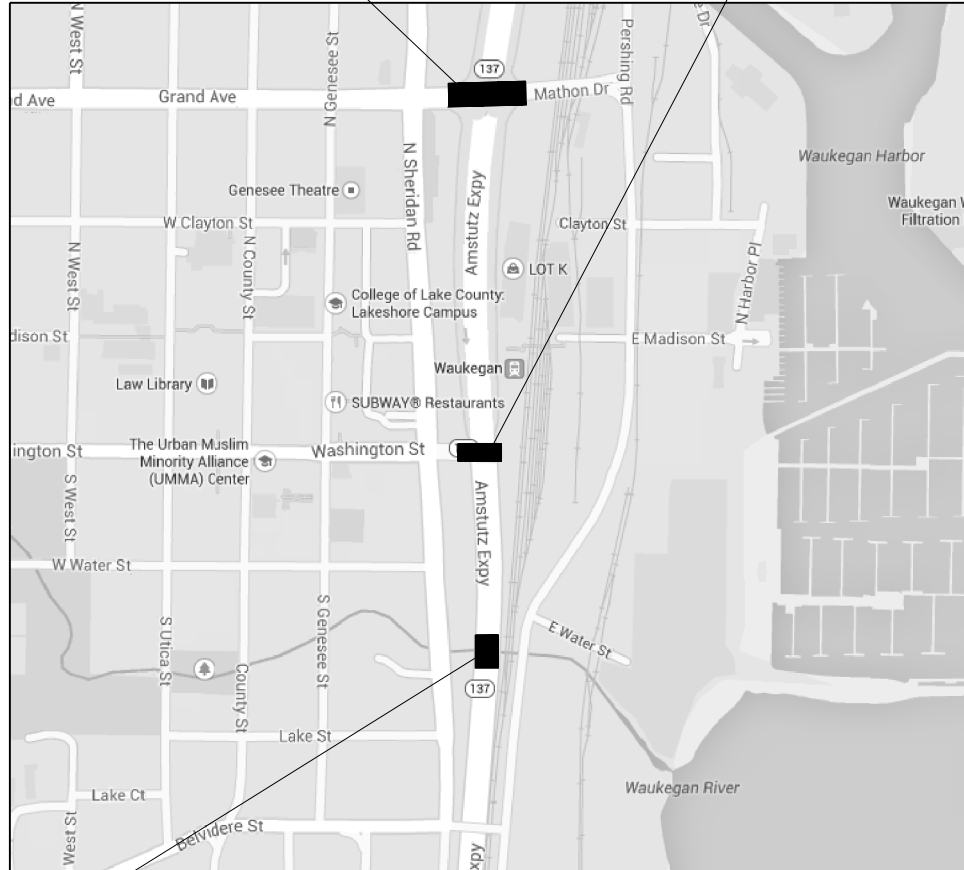 N West St
N Genesee St
e Dr
137
Pershing Rd
d Ave
Grand Ave
Mathon Dr
N Sheridan Rd
Waukegan Harbor
Genesee Theatre
Amstutz Expy
Waukegan W
Filtration
W Clayton St
Clayton St
N West St
N County St
LOT K
N Harbor Pl
College of Lake County:
Lakeshore Campus
dison St
E Madison St
Waukegan
Law Library
SUBWAY® Restaurants
ington St
The Urban Muslim
Minority Alliance
(UMMA) Center
Washington St
S West St
Amstutz Expy
W Water St
S Utica St
S Genesee St
E Water St
County St
137
Lake St
Waukegan River
Lake Ct
Belvidere St
West St
xpy